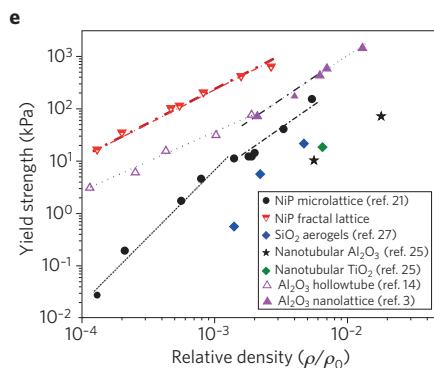 e
Yield strength (kPa)
10³
10²
10¹
10⁰
10⁻¹
10⁻²
NiP microlattice (ref. 21)
NiP fractal lattice
SiO₂ aerogels (ref. 27)
Nanotubular Al₂O₃ (ref. 25)
Nanotubular TiO₂ (ref. 25)
Al₂O₃ hollowtube (ref. 14)
Al₂O₃ nanolattice (ref. 3)
10⁻⁴ 10⁻³ 10⁻²
Relative density (ρ/ρ₀)